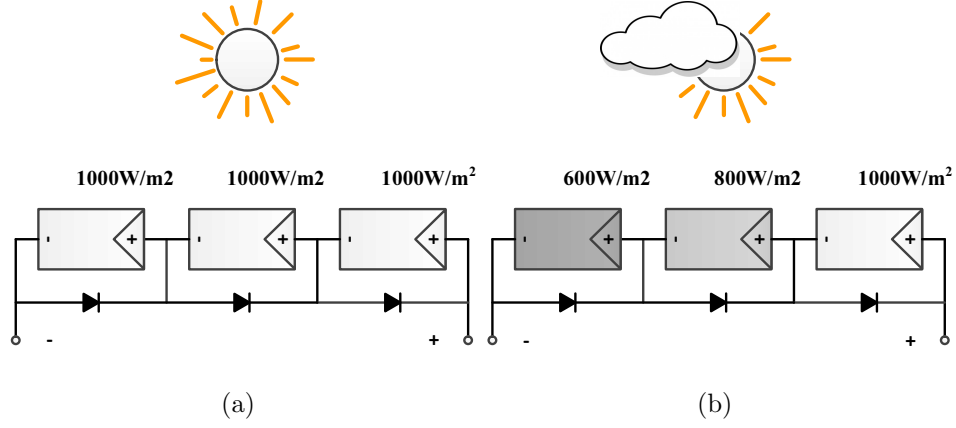 1000W/m2 1000W/m2 1000W/m² 600W/m2 800W/m2 1000W/m²
- + - + - + - + - + - +
- + - +
(a) (b)